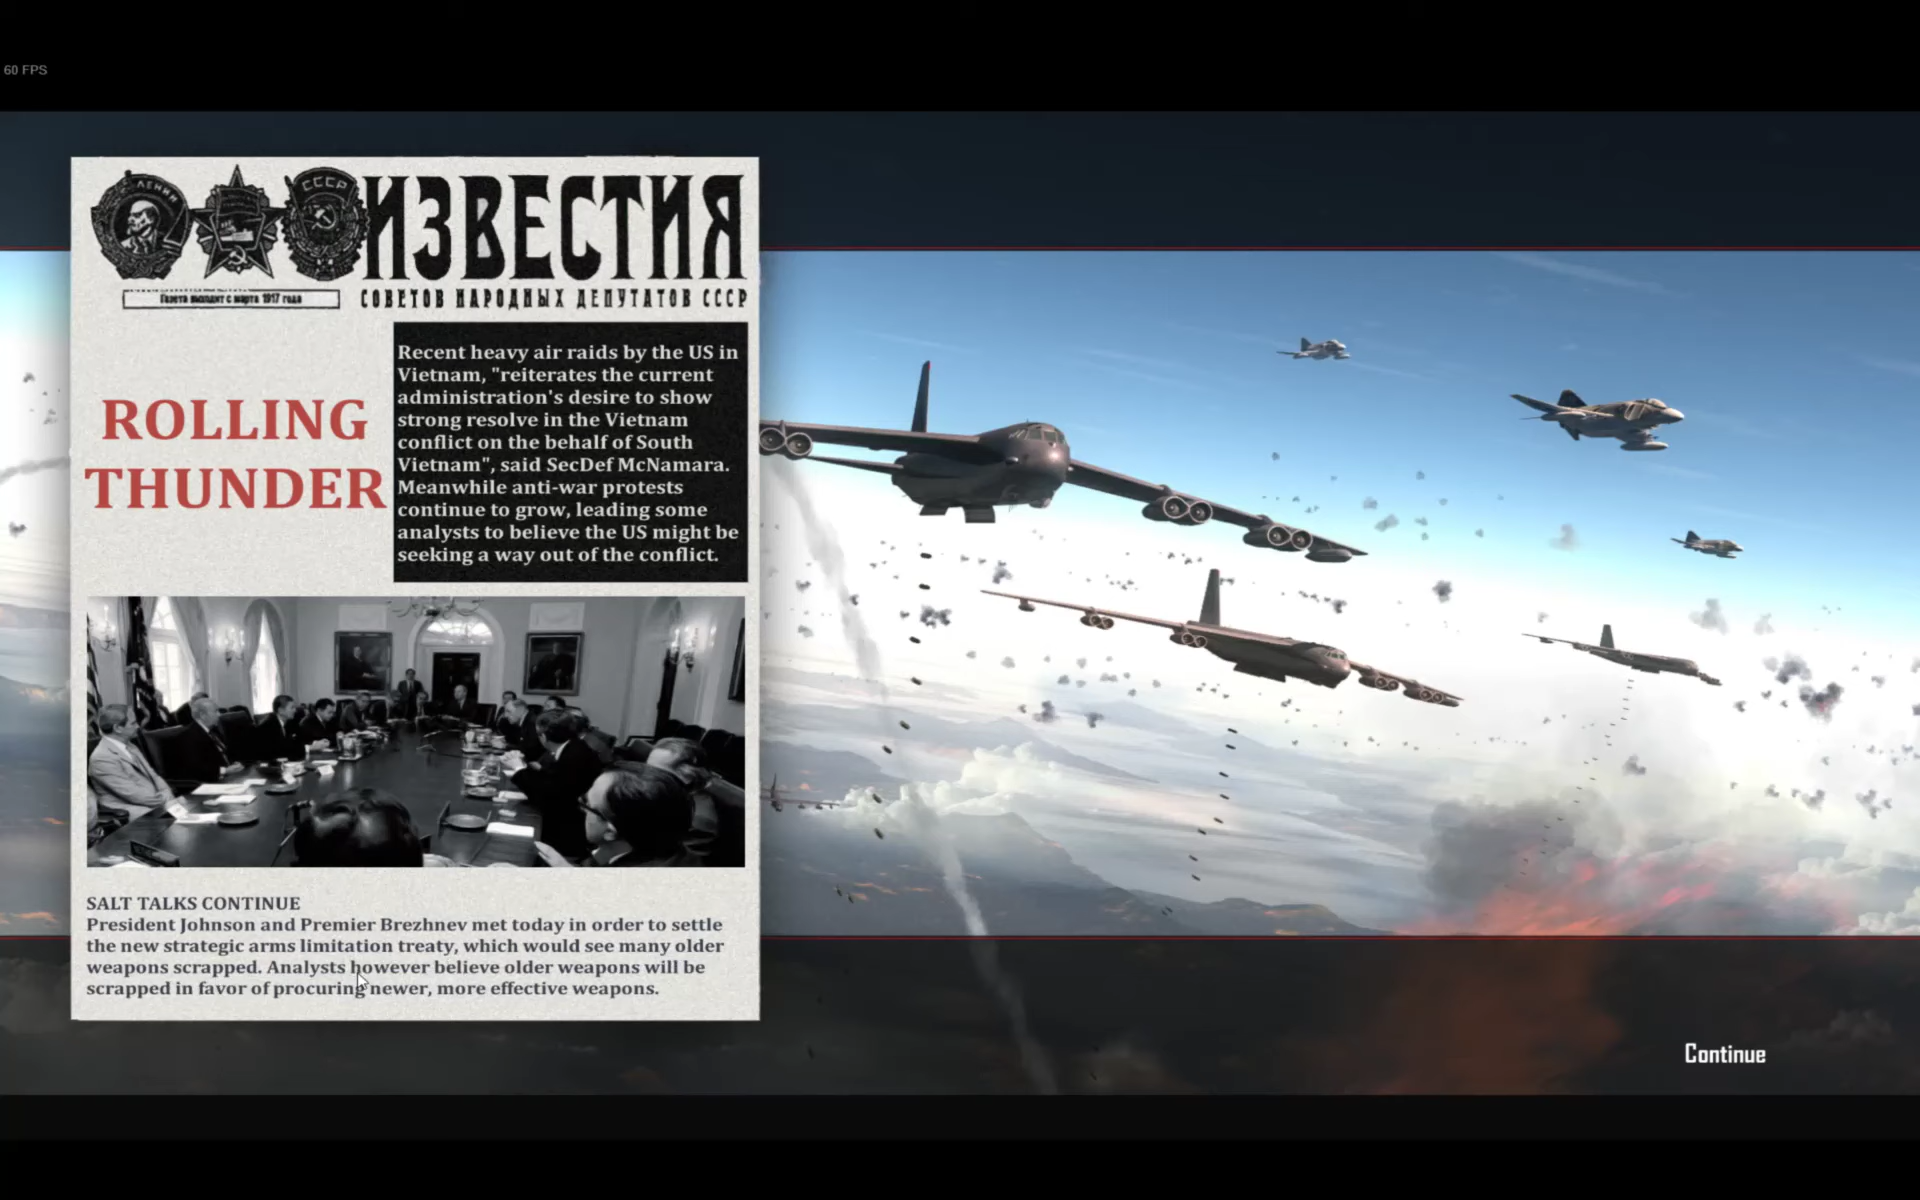 60 FPS
ЛЕНИН
СССР
ИЗВЕСТИЯ
Газета выходит с марта 1917 года
СОВЕТОВ НАРОДНЫХ ДЕПУТАТОВ СССР
ROLLING
THUNDER
Recent heavy air raids by the US in
Vietnam, "reiterates the current
administration's desire to show
strong resolve in the Vietnam
conflict on the behalf of South
Vietnam", said SecDef McNamara.
Meanwhile anti-war protests
continue to grow, leading some
analysts to believe the US might be
seeking a way out of the conflict.
SALT TALKS CONTINUE
President Johnson and Premier Brezhnev met today in order to settle
the new strategic arms limitation treaty, which would see many older
weapons scrapped. Analysts however believe older weapons will be
scrapped in favor of procuring newer, more effective weapons.
Continue